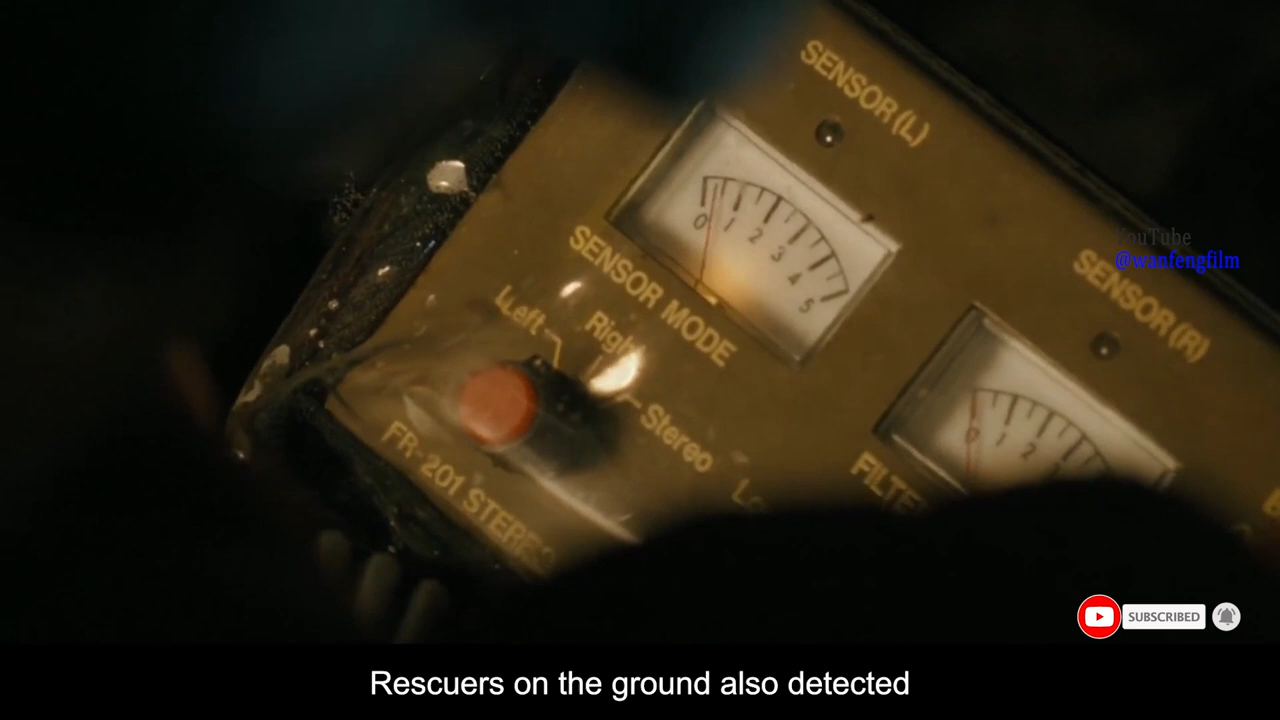 SENSOR (L)
0 1 2 3 4 5
SENSOR MODE
Left
Right
Stereo
FR-201 STEREO
SENSOR (R)
0 1 2
YouTube
@wanfengfilm
SUBSCRIBED
Rescuers on the ground also detected